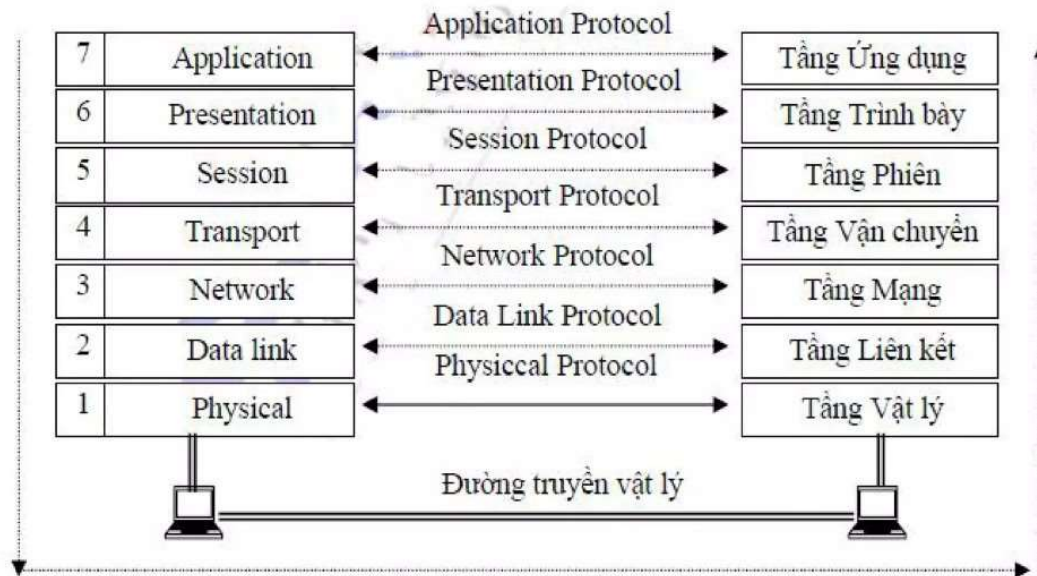 Application Protocol
7 Application Tầng Ứng dụng
Presentation Protocol
6 Presentation Tầng Trình bày
Session Protocol
5 Session Tầng Phiên
Transport Protocol
4 Transport Tầng Vận chuyển
Network Protocol
3 Network Tầng Mạng
Data Link Protocol
2 Data link Tầng Liên kết
Physiccal Protocol
1 Physical Tầng Vật lý
Đường truyền vật lý